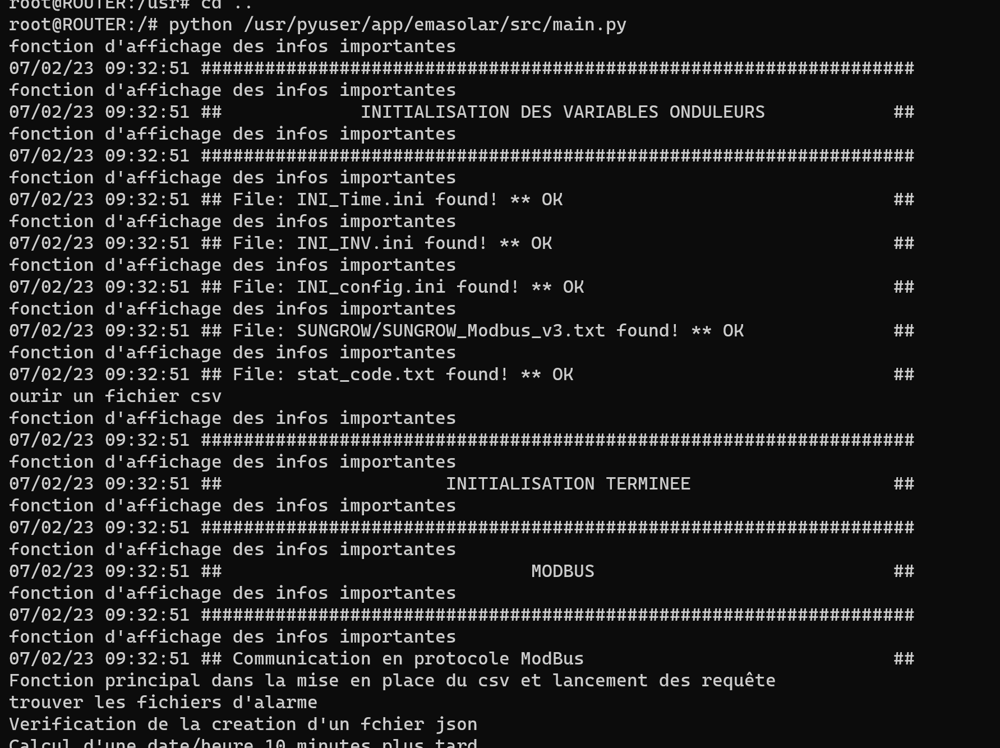 root@ROUTER:/usr# cd ..
root@ROUTER:/# python /usr/pyuser/app/emasolar/src/main.py
fonction d'affichage des infos importantes
07/02/23 09:32:51 ###################################################################
fonction d'affichage des infos importantes
07/02/23 09:32:51 ##             INITIALISATION DES VARIABLES ONDULEURS            ##
fonction d'affichage des infos importantes
07/02/23 09:32:51 ###################################################################
fonction d'affichage des infos importantes
07/02/23 09:32:51 ## File: INI_Time.ini found! ** OK                               ##
fonction d'affichage des infos importantes
07/02/23 09:32:51 ## File: INI_INV.ini found! ** OK                                ##
fonction d'affichage des infos importantes
07/02/23 09:32:51 ## File: INI_config.ini found! ** OK                             ##
fonction d'affichage des infos importantes
07/02/23 09:32:51 ## File: SUNGROW/SUNGROW_Modbus_v3.txt found! ** OK              ##
fonction d'affichage des infos importantes
07/02/23 09:32:51 ## File: stat_code.txt found! ** OK                              ##
ourir un fichier csv
fonction d'affichage des infos importantes
07/02/23 09:32:51 ###################################################################
fonction d'affichage des infos importantes
07/02/23 09:32:51 ##                     INITIALISATION TERMINEE                   ##
fonction d'affichage des infos importantes
07/02/23 09:32:51 ###################################################################
fonction d'affichage des infos importantes
07/02/23 09:32:51 ##                             MODBUS                            ##
fonction d'affichage des infos importantes
07/02/23 09:32:51 ###################################################################
fonction d'affichage des infos importantes
07/02/23 09:32:51 ## Communication en protocole ModBus                             ##
Fonction principal dans la mise en place du csv et lancement des requête
trouver les fichiers d'alarme
Verification de la creation d'un fchier json
Calcul d'une date/heure 10 minutes plus tard